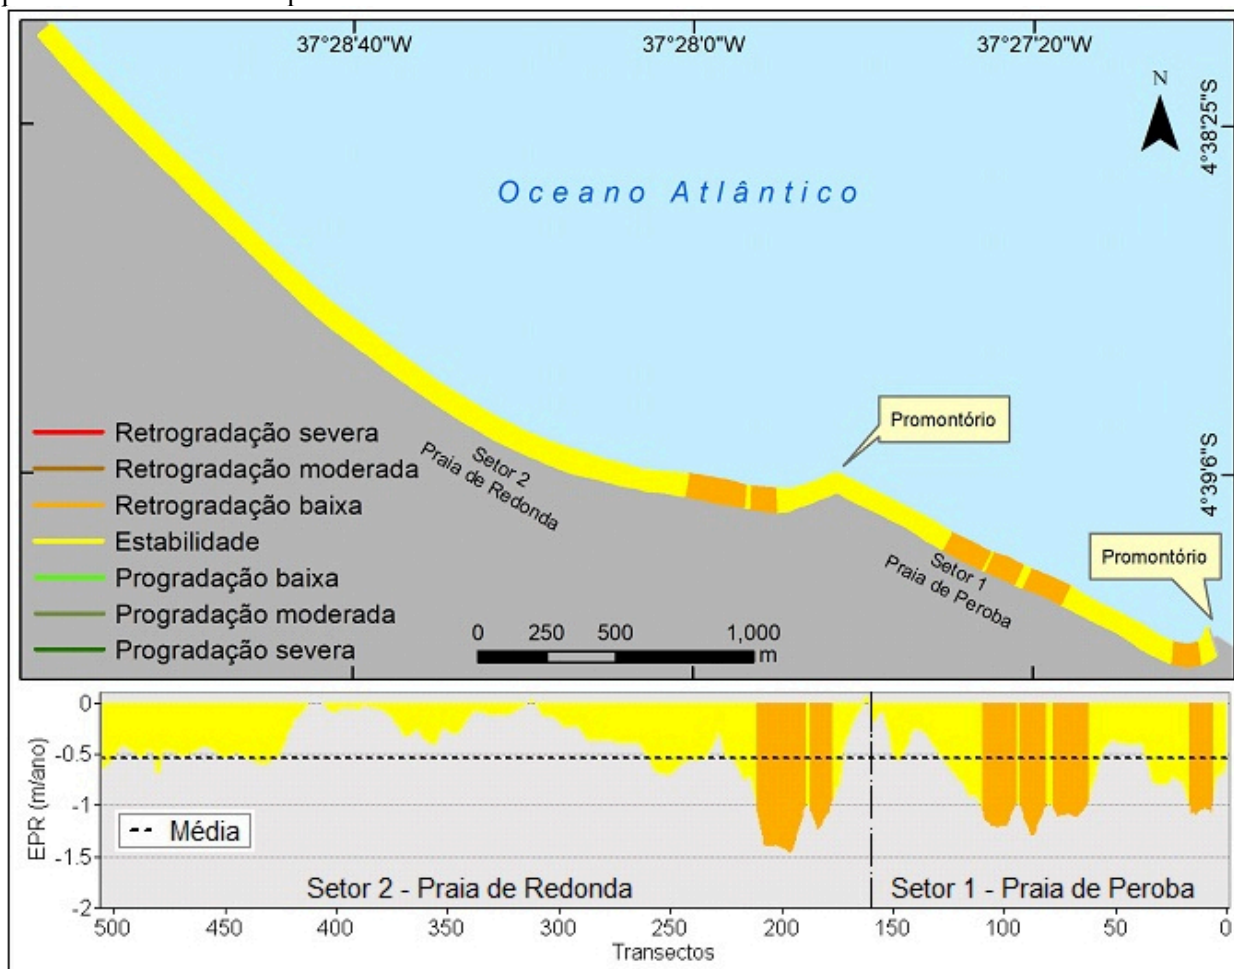 37°28'40"W
37°28'0"W
37°27'20"W
N
4°38'25"S
Oceano Atlântico
Promontório
4°39'6"S
Promontório
Setor 2
Praia de Redonda
Setor 1
Praia de Peroba
Retrogradação severa
Retrogradação moderada
Retrogradação baixa
Estabilidade
Progradação baixa
Progradação moderada
Progradação severa
0 250 500 1,000
m
EPR (m/ano)
0
-0.5
-1
-1.5
-2
Média
Setor 2 - Praia de Redonda
Setor 1 - Praia de Peroba
500 450 400 350 300 250 200 150 100 50 0
Transectos